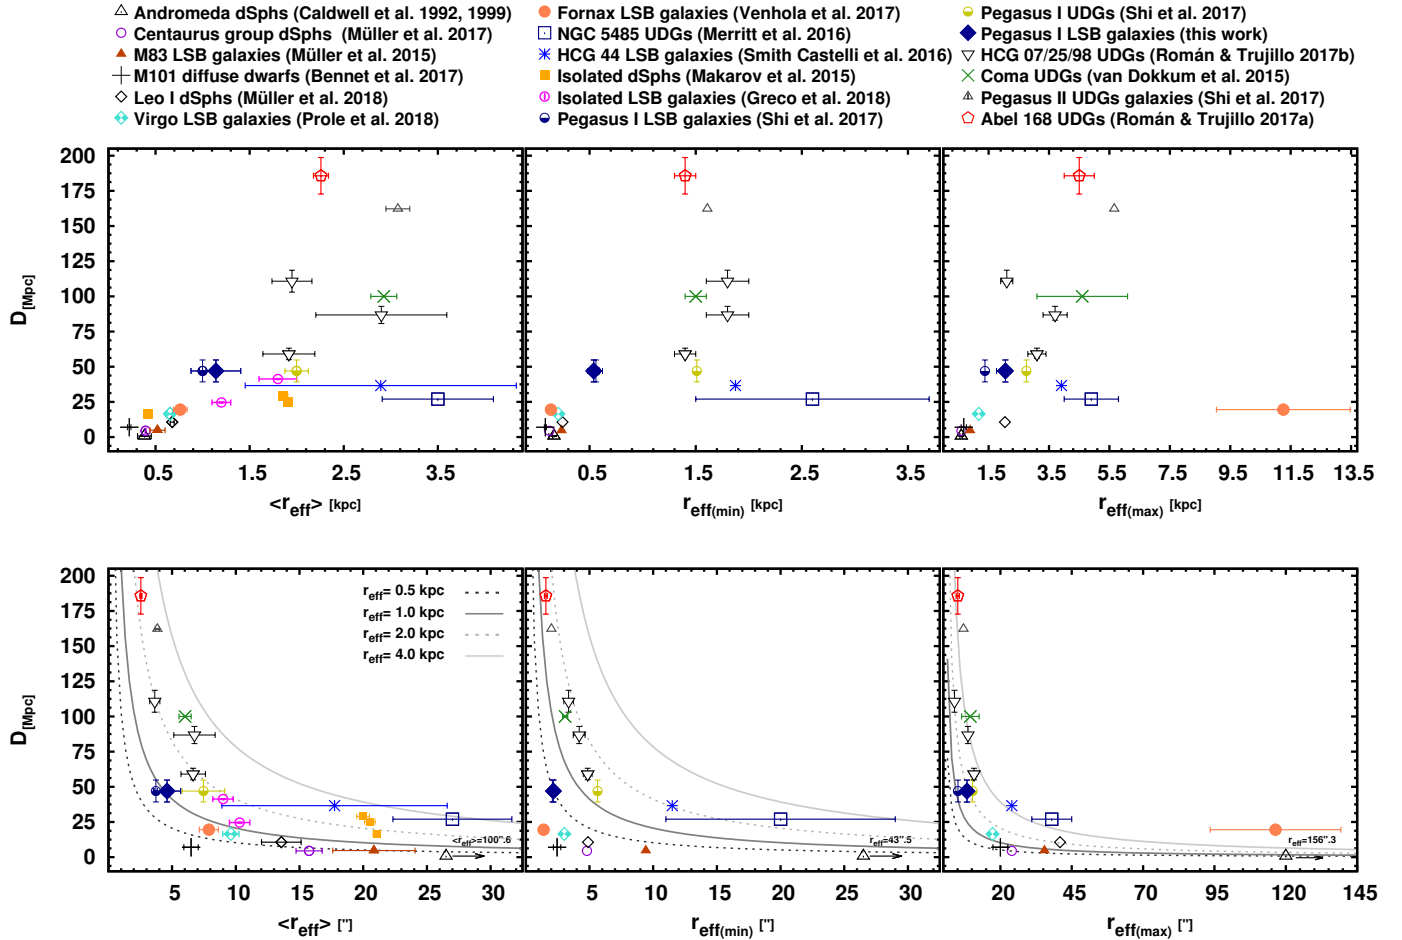 Andromeda dSphs (Caldwell et al. 1992, 1999)
Centaurus group dSphs (Müller et al. 2017)
M83 LSB galaxies (Müller et al. 2015)
M101 diffuse dwarfs (Bennet et al. 2017)
Leo I dSphs (Müller et al. 2018)
Virgo LSB galaxies (Prole et al. 2018)
Fornax LSB galaxies (Venhola et al. 2017)
NGC 5485 UDGs (Merritt et al. 2016)
HCG 44 LSB galaxies (Smith Castelli et al. 2016)
Isolated dSphs (Makarov et al. 2015)
Isolated LSB galaxies (Greco et al. 2018)
Pegasus I LSB galaxies (Shi et al. 2017)
Pegasus I UDGs (Shi et al. 2017)
Pegasus I LSB galaxies (this work)
HCG 07/25/98 UDGs (Román & Trujillo 2017b)
Coma UDGs (van Dokkum et al. 2015)
Pegasus II UDGs galaxies (Shi et al. 2017)
Abel 168 UDGs (Román & Trujillo 2017a)
D[Mpc]
200
175
150
125
100
75
50
25
0
0.5 1.5 2.5 3.5
<reff> [kpc]
0.5 1.5 2.5 3.5
reff(min) [kpc]
1.5 3.5 5.5 7.5 9.5 11.5 13.5
reff(max) [kpc]
D[Mpc]
200
175
150
125
100
75
50
25
0
reff= 0.5 kpc
reff= 1.0 kpc
reff= 2.0 kpc
reff= 4.0 kpc
<reff>=100".6
5 10 15 20 25 30
<reff> ["]
reff=43".5
5 10 15 20 25 30
reff(min) ["]
reff=156".3
20 45 70 95 120 145
reff(max) ["]